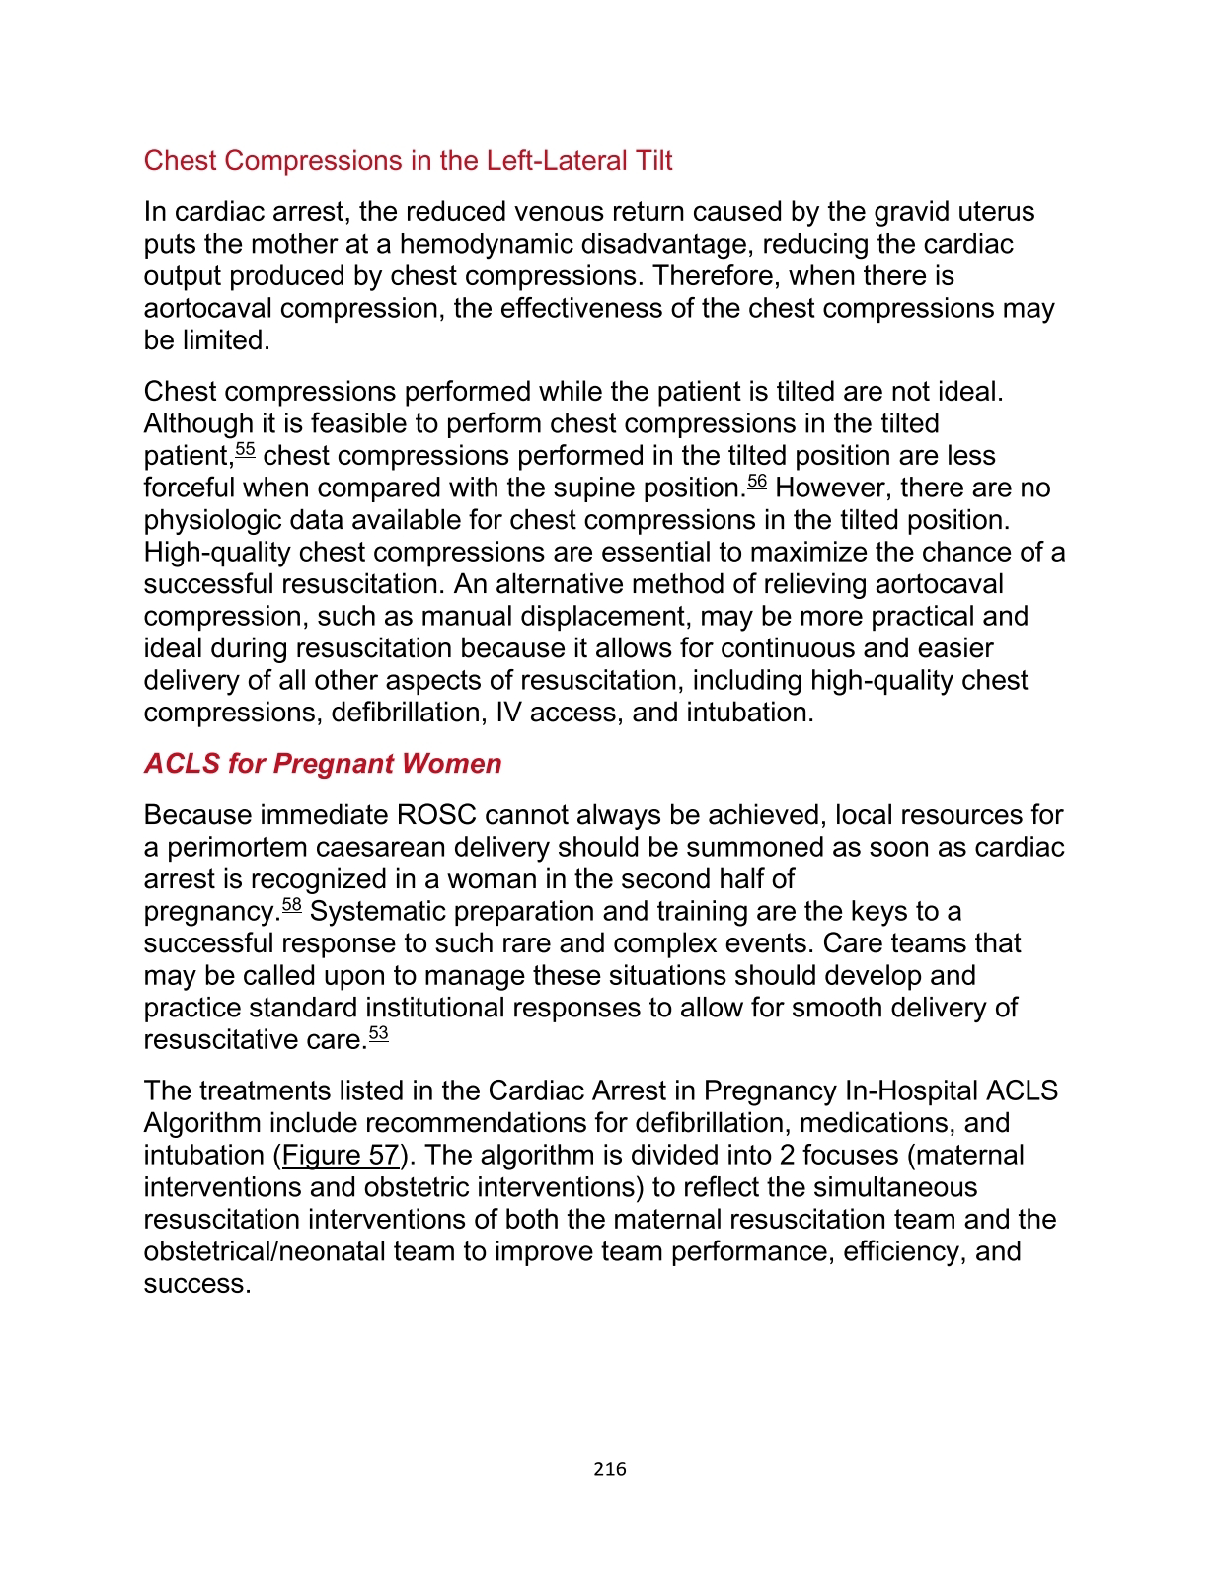 Chest Compressions in the Left-Lateral Tilt
In cardiac arrest, the reduced venous return caused by the gravid uterus
puts the mother at a hemodynamic disadvantage, reducing the cardiac
output produced by chest compressions. Therefore, when there is
aortocaval compression, the effectiveness of the chest compressions may
be limited.
Chest compressions performed while the patient is tilted are not ideal.
Although it is feasible to perform chest compressions in the tilted
patient,55 chest compressions performed in the tilted position are less
forceful when compared with the supine position.56 However, there are no
physiologic data available for chest compressions in the tilted position.
High-quality chest compressions are essential to maximize the chance of a
successful resuscitation. An alternative method of relieving aortocaval
compression, such as manual displacement, may be more practical and
ideal during resuscitation because it allows for continuous and easier
delivery of all other aspects of resuscitation, including high-quality chest
compressions, defibrillation, IV access, and intubation.
ACLS for Pregnant Women
Because immediate ROSC cannot always be achieved, local resources for
a perimortem caesarean delivery should be summoned as soon as cardiac
arrest is recognized in a woman in the second half of
pregnancy.58 Systematic preparation and training are the keys to a
successful response to such rare and complex events. Care teams that
may be called upon to manage these situations should develop and
practice standard institutional responses to allow for smooth delivery of
resuscitative care.53
The treatments listed in the Cardiac Arrest in Pregnancy In-Hospital ACLS
Algorithm include recommendations for defibrillation, medications, and
intubation (Figure 57). The algorithm is divided into 2 focuses (maternal
interventions and obstetric interventions) to reflect the simultaneous
resuscitation interventions of both the maternal resuscitation team and the
obstetrical/neonatal team to improve team performance, efficiency, and
success.
216